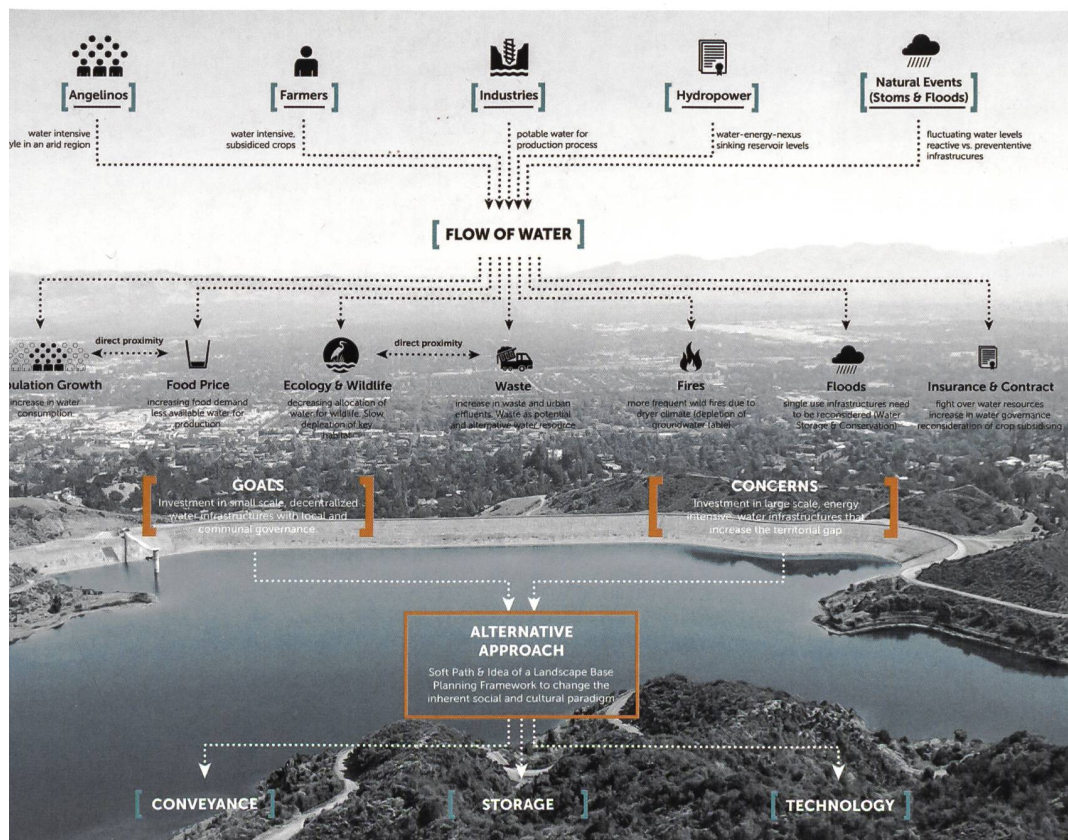 [Angelinos]
[Farmers]
[Industries]
[Hydropower]
[Natural Events
(Stoms & Floods)]
water intensive
yle in an arid region
water intensive,
subsidiced crops
potable water for
production process
water-energy-nexus
sinking reservoir levels
fluctuating water levels
reactive vs. prevententive
infrastrucures
[FLOW OF WATER]
direct proximity
direct proximity
pulation Growth
increase in water
consumption.
Food Price
increasing food demand
less available water for
production
Ecology & Wildlife
decreasing allocation of
water for wildlife. Slow
depleation of key
habitat
Waste
increase in waste and urban
effluents. Waste as potential
and alternative water resource
Fires
more frequent wild fires due to
dryer climate (depletion of
groundwater table)
Floods
single use infrastructures need
to be reconsidered (Water
Storage & Conservation)
Insurance & Contract
fight over water resources
increase in water governance
reconsideration of crop subsidising
GOALS
Investment in small scale, decentralized
water infrastructures with local and
communal governance.
CONCERNS
Investment in large scale, energy
intensive, water infrastructures that
increase the territorial gap
ALTERNATIVE
APPROACH
Soft Path & Idea of a Landscape Base
Planning Framework to change the
inherent social and cultural paradigm
[CONVEYANCE]
[STORAGE]
[TECHNOLOGY]